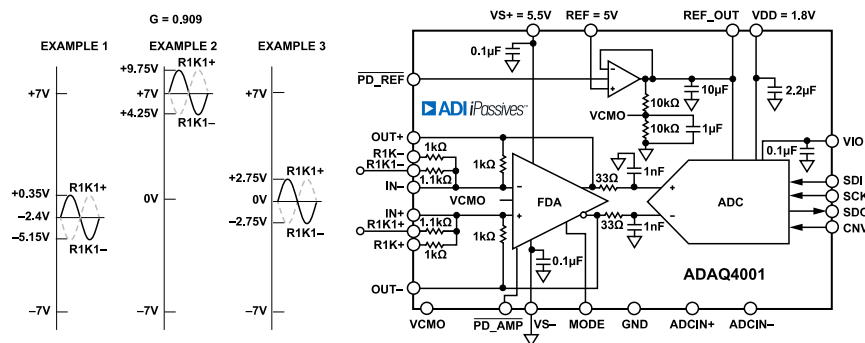 G = 0.909
EXAMPLE 1
+7V
+0.35V
R1K1+
–2.4V
–5.15V
R1K1–
–7V
EXAMPLE 2
+9.75V
R1K1+
+7V
+4.25V
R1K1–
0V
–7V
EXAMPLE 3
+7V
+2.75V
R1K1+
0V
–2.75V
R1K1–
–7V
VS+ = 5.5V
REF = 5V
REF_OUT
VDD = 1.8V
0.1µF
PD_REF
10µF
2.2µF
10kΩ
VCMO
10kΩ
1µF
ADI iPassives™
0.1µF
VIO
OUT+
1kΩ
R1K–
R1K1–
1.1kΩ
IN–
1kΩ
33Ω
1nF
VCMO
FDA
ADC
SDI
SCK
SDO
CNV
IN+
R1K1+
1.1kΩ
R1K+
1kΩ
1kΩ
33Ω
1nF
0.1µF
OUT–
ADAQ4001
VCMO
PD_AMP
VS–
MODE
GND
ADCIN+
ADCIN–